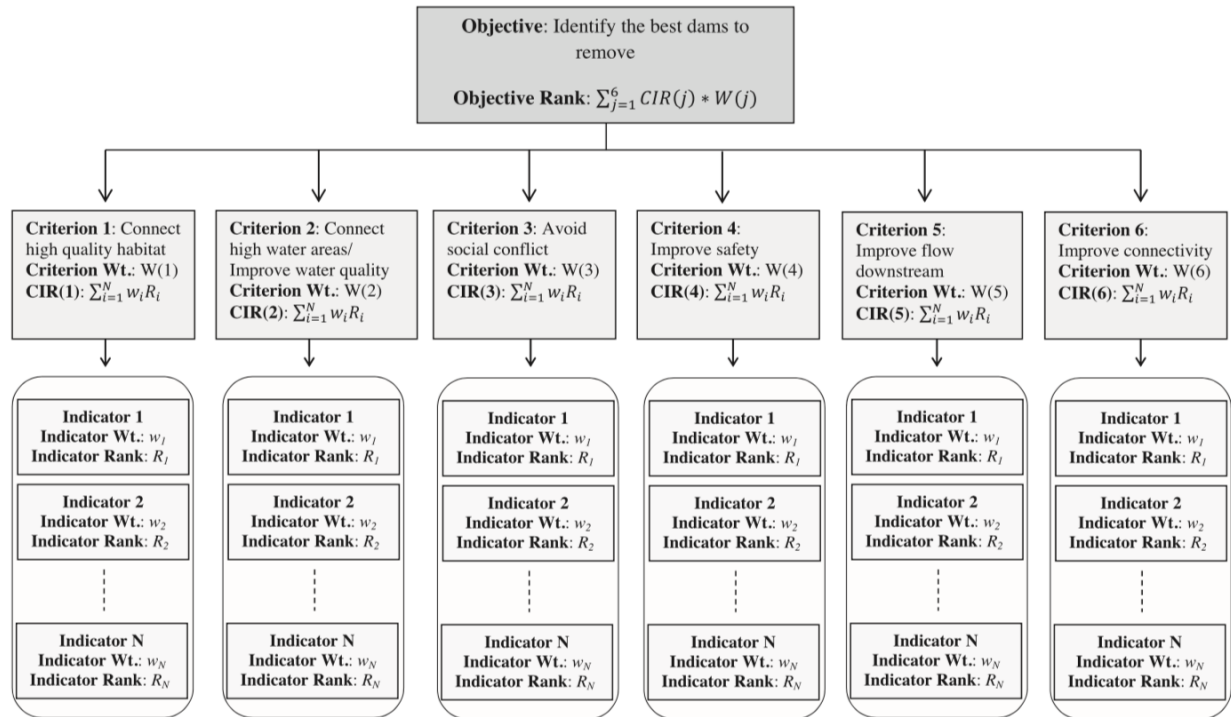 Objective: Identify the best dams to
remove
Objective Rank: ∑_{j=1}^{6} CIR(j) * W(j)
Criterion 1: Connect
high quality habitat
Criterion Wt.: W(1)
CIR(1): ∑_{i=1}^{N} w_i R_i
Criterion 2: Connect
high water areas/
Improve water quality
Criterion Wt.: W(2)
CIR(2): ∑_{i=1}^{N} w_i R_i
Criterion 3: Avoid
social conflict
Criterion Wt.: W(3)
CIR(3): ∑_{i=1}^{N} w_i R_i
Criterion 4:
Improve safety
Criterion Wt.: W(4)
CIR(4): ∑_{i=1}^{N} w_i R_i
Criterion 5:
Improve flow
downstream
Criterion Wt.: W(5)
CIR(5): ∑_{i=1}^{N} w_i R_i
Criterion 6:
Improve connectivity
Criterion Wt.: W(6)
CIR(6): ∑_{i=1}^{N} w_i R_i
Indicator 1
Indicator Wt.: w_1
Indicator Rank: R_1
Indicator 2
Indicator Wt.: w_2
Indicator Rank: R_2
Indicator N
Indicator Wt.: w_N
Indicator Rank: R_N
Indicator 1
Indicator Wt.: w_1
Indicator Rank: R_1
Indicator 2
Indicator Wt.: w_2
Indicator Rank: R_2
Indicator N
Indicator Wt.: w_N
Indicator Rank: R_N
Indicator 1
Indicator Wt.: w_1
Indicator Rank: R_1
Indicator 2
Indicator Wt.: w_2
Indicator Rank: R_2
Indicator N
Indicator Wt.: w_N
Indicator Rank: R_N
Indicator 1
Indicator Wt.: w_1
Indicator Rank: R_1
Indicator 2
Indicator Wt.: w_2
Indicator Rank: R_2
Indicator N
Indicator Wt.: w_N
Indicator Rank: R_N
Indicator 1
Indicator Wt.: w_1
Indicator Rank: R_1
Indicator 2
Indicator Wt.: w_2
Indicator Rank: R_2
Indicator N
Indicator Wt.: w_N
Indicator Rank: R_N
Indicator 1
Indicator Wt.: w_1
Indicator Rank: R_1
Indicator 2
Indicator Wt.: w_2
Indicator Rank: R_2
Indicator N
Indicator Wt.: w_N
Indicator Rank: R_N